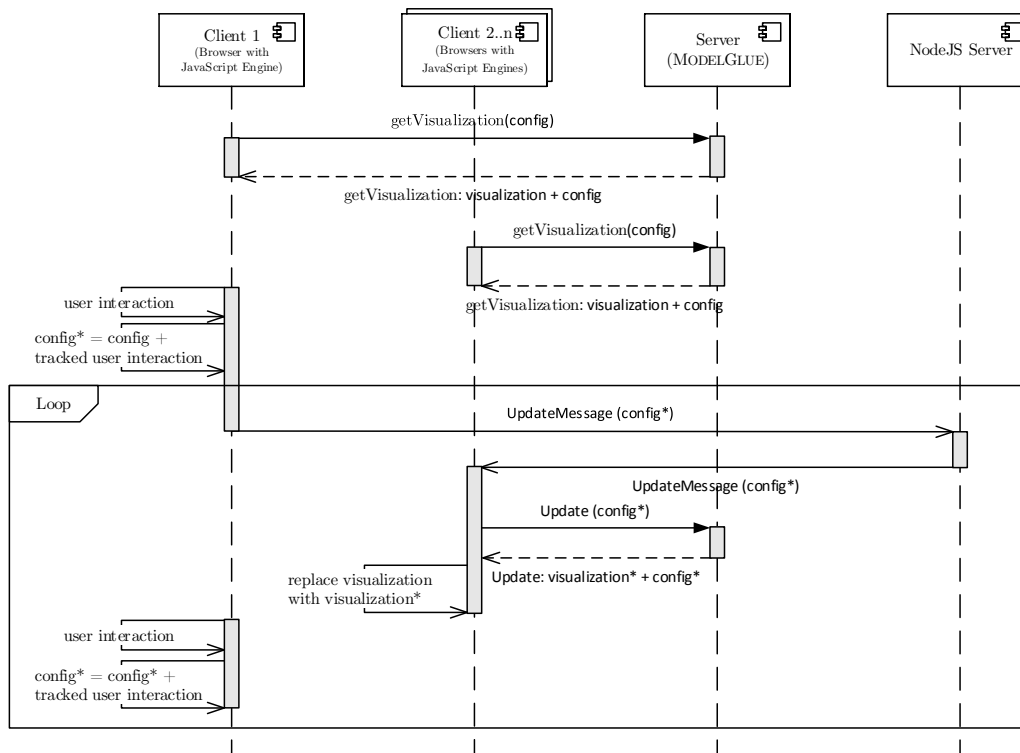 Client 1
(Browser with
JavaScript Engine)
Client 2..n
(Browsers with
JavaScript Engines)
Server
(MODELGLUE)
NodeJS Server
getVisualization(config)
getVisualization: visualization + config
getVisualization(config)
getVisualization: visualization + config
user interaction
config* = config +
tracked user interaction
Loop
UpdateMessage (config*)
UpdateMessage (config*)
Update (config*)
Update: visualization* + config*
replace visualization
with visualization*
user interaction
config* = config* +
tracked user interaction